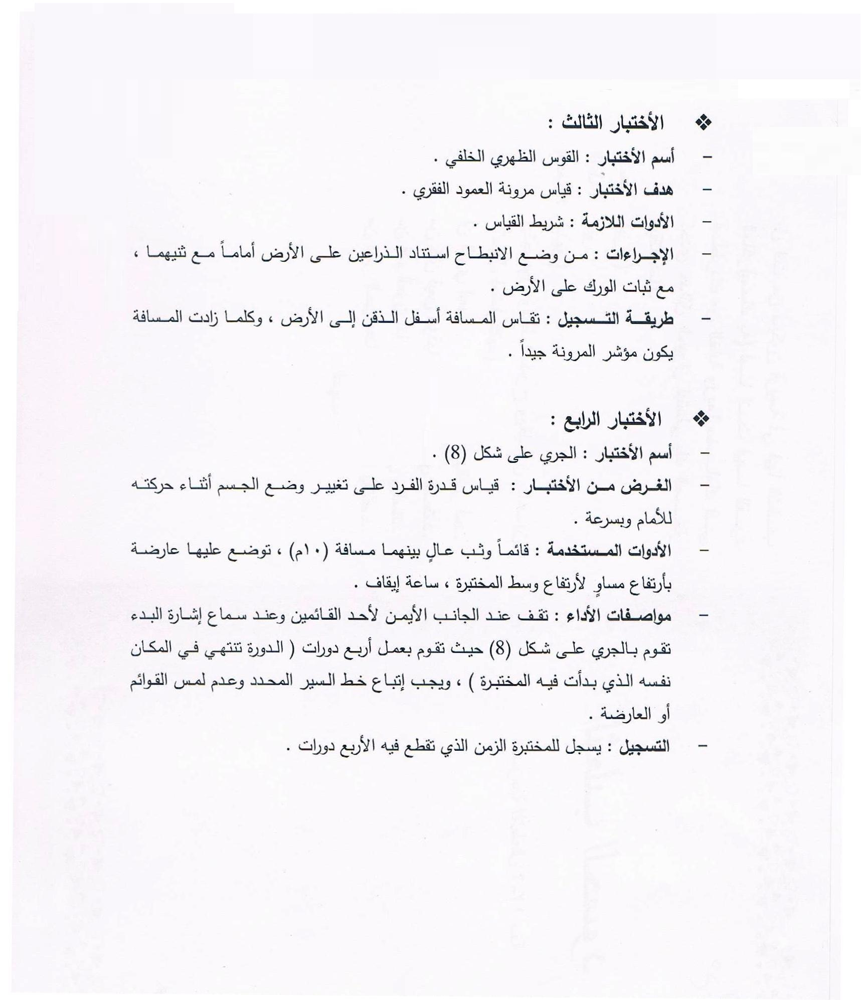 ❖ الأختبار الثالث :
– أسم الأختبار : القوس الظهري الخلفي .
– هدف الأختبار : قياس مرونة العمود الفقري .
– الأدوات اللازمة : شريط القياس .
– الإجراءات : من وضع الانبطاح استناد الذراعين على الأرض أماماً مع ثنيهما ،
مع ثبات الورك على الأرض .
– طريقة التسجيل : تقاس المسافة أسفل الذقن إلى الأرض ، وكلما زادت المسافة
يكون مؤشر المرونة جيداً .
❖ الأختبار الرابع :
– أسم الأختبار : الجري على شكل (8) .
– الغرض من الأختبار : قياس قدرة الفرد على تغيير وضع الجسم أثناء حركته
للأمام وبسرعة .
– الأدوات المستخدمة : قائماً وثب عالٍ بينهما مسافة (١٠م) ، توضع عليها عارضة
بأرتفاع مساوٍ لأرتفاع وسط المختبرة ، ساعة إيقاف .
– مواصفات الأداء : تقف عند الجانب الأيمن لأحد القائمين وعند سماع إشارة البدء
تقوم بالجري على شكل (8) حيث تقوم بعمل أربع دورات ( الدورة تنتهي في المكان
نفسه الذي بدأت فيه المختبرة ) ، ويجب إتباع خط السير المحدد وعدم لمس القوائم
أو العارضة .
– التسجيل : يسجل للمختبرة الزمن الذي تقطع فيه الأربع دورات .